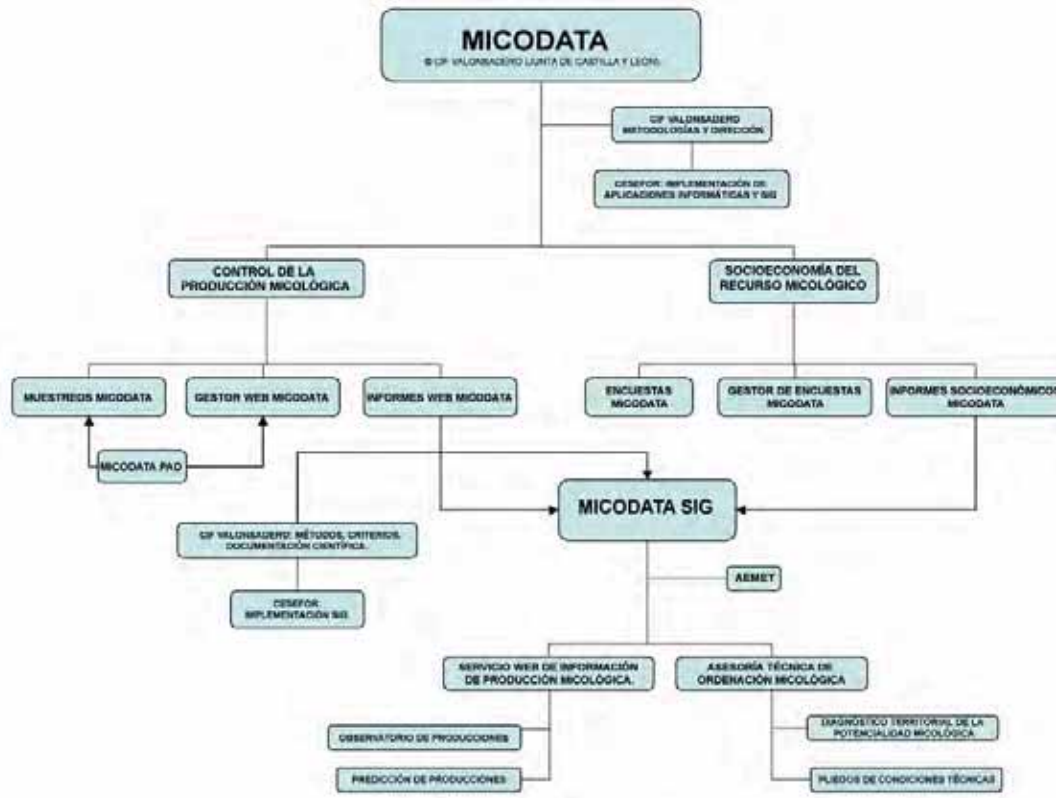 MICODATA
© CIF VALONSADERO (JUNTA DE CASTILLA Y LEÓN)
CIF VALONSADERO
METODOLOGÍAS Y DIRECCIÓN
CESEFOR: IMPLEMENTACIÓN DE
APLICACIONES INFORMÁTICAS Y SIG
CONTROL DE LA
PRODUCCIÓN MICOLÓGICA
SOCIOECONOMÍA DEL
RECURSO MICOLÓGICO
MUESTREOS MICODATA
GESTOR WEB MICODATA
INFORMES WEB MICODATA
ENCUESTAS
MICODATA
GESTOR DE ENCUESTAS
MICODATA
INFORMES SOCIOECONÓMICOS
MICODATA
MICODATA PAD
MICODATA SIG
CIF VALONSADERO: MÉTODOS, CRITERIOS,
DOCUMENTACIÓN CIENTÍFICA.
AEMET
CESEFOR:
IMPLEMENTACIÓN SIG
SERVICIO WEB DE INFORMACIÓN
DE PRODUCCIÓN MICOLÓGICA.
ASESORÍA TÉCNICA DE
ORDENACIÓN MICOLÓGICA
OBSERVATORIO DE PRODUCCIONES
DIAGNÓSTICO TERRITORIAL DE LA
POTENCIALIDAD MICOLÓGICA
PREDICCIÓN DE PRODUCCIONES
PLIEGOS DE CONDICIONES TÉCNICAS